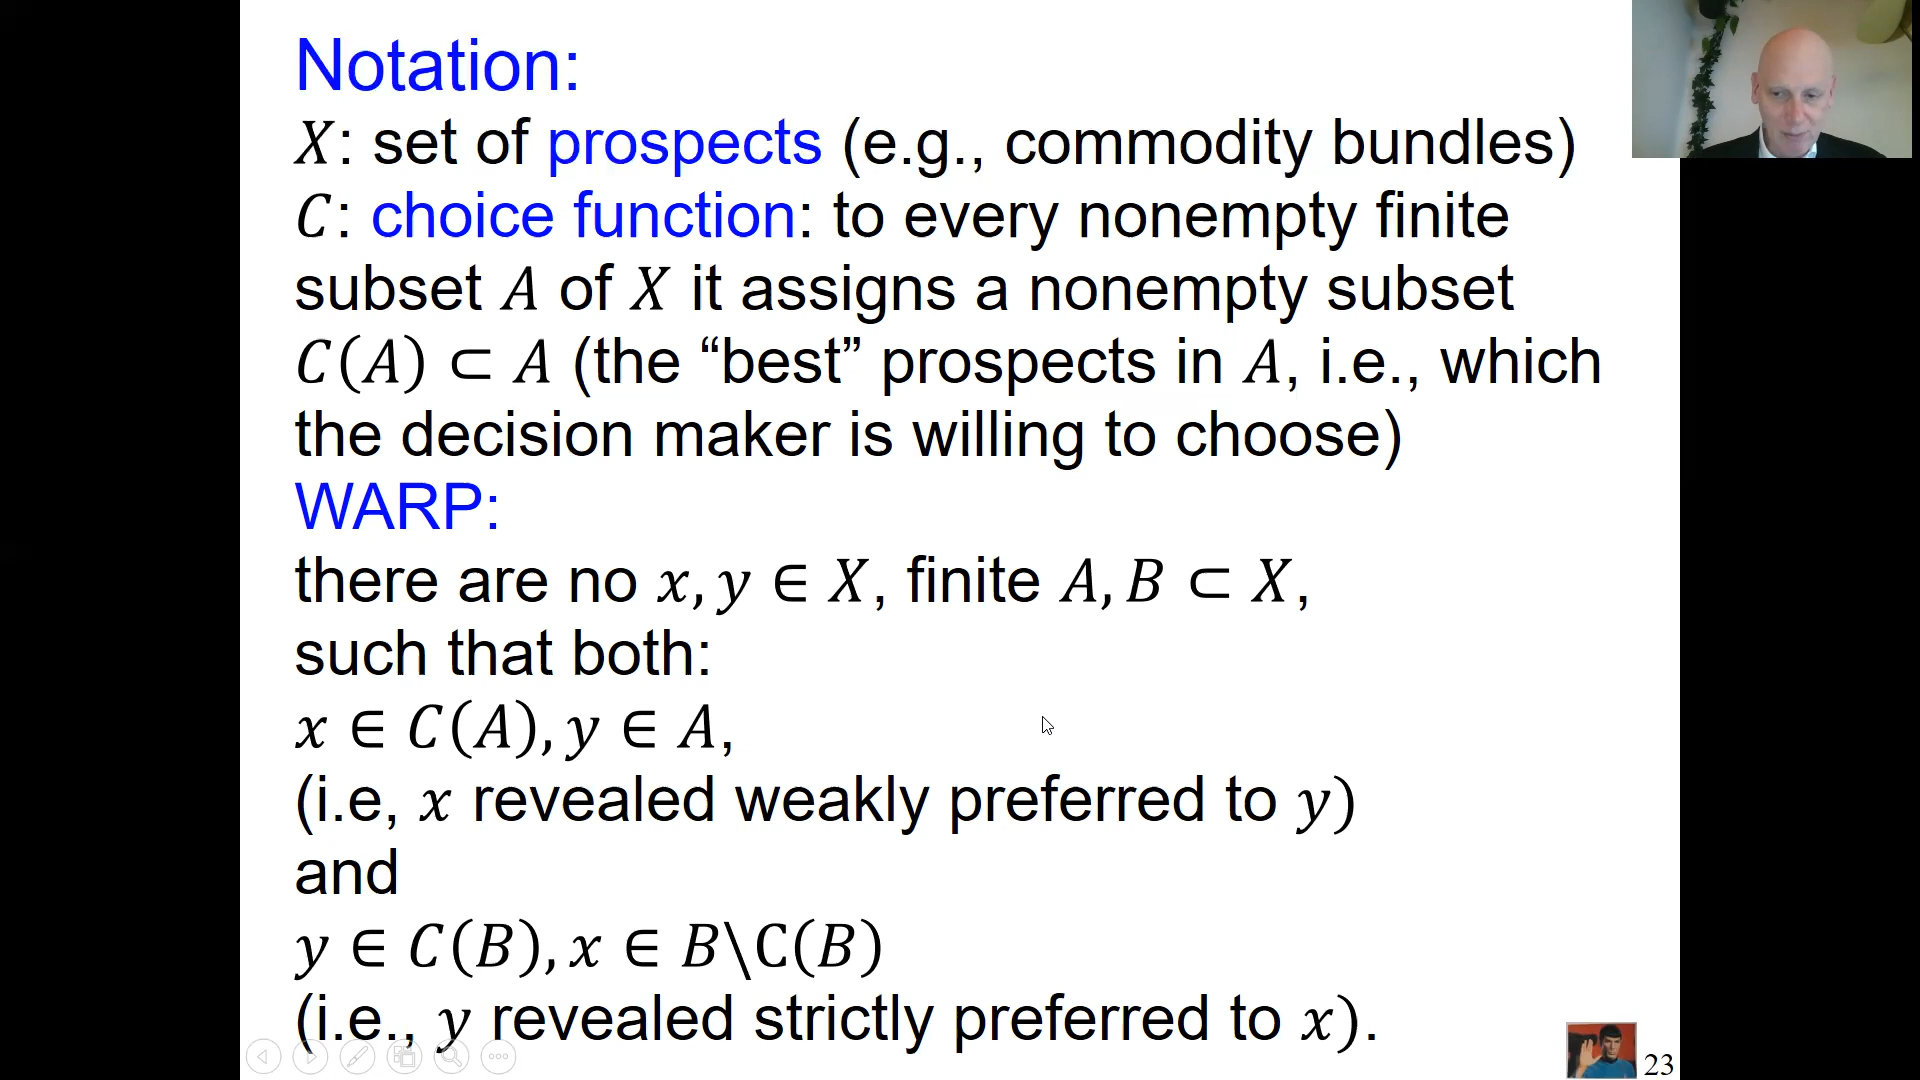 Notation:
𝑋: set of prospects (e.g., commodity bundles)
𝐶: choice function: to every nonempty finite
subset 𝐴 of 𝑋 it assigns a nonempty subset
𝐶(𝐴) ⊂ 𝐴 (the “best” prospects in 𝐴, i.e., which
the decision maker is willing to choose)
WARP:
there are no 𝑥, 𝑦 ∈ 𝑋, finite 𝐴, 𝐵 ⊂ 𝑋,
such that both:
𝑥 ∈ 𝐶(𝐴), 𝑦 ∈ 𝐴,
(i.e, 𝑥 revealed weakly preferred to 𝑦)
and
𝑦 ∈ 𝐶(𝐵), 𝑥 ∈ 𝐵\C(𝐵)
(i.e., 𝑦 revealed strictly preferred to 𝑥).
23